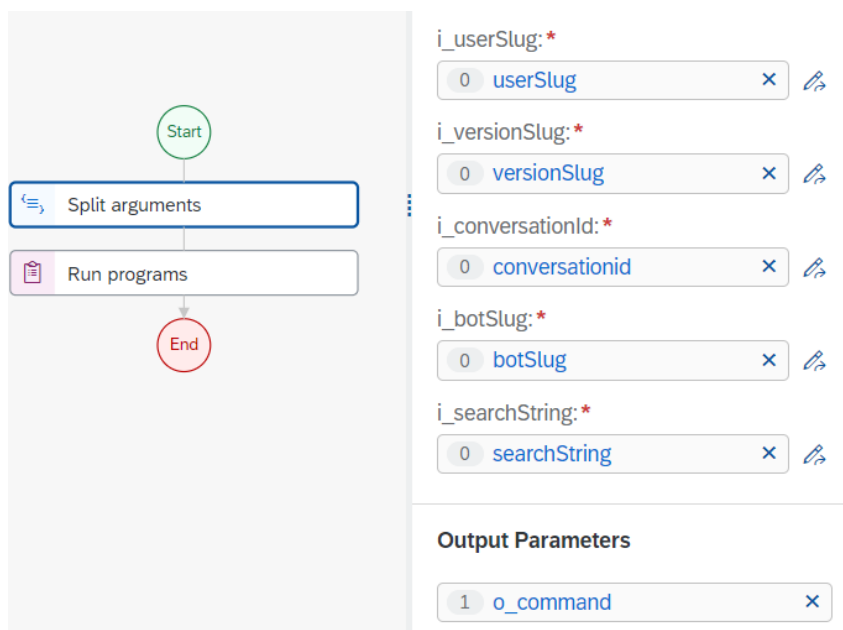 Start
Split arguments
Run programs
End
i_userSlug:*
0 userSlug
i_versionSlug:*
0 versionSlug
i_conversationId:*
0 conversationid
i_botSlug:*
0 botSlug
i_searchString:*
0 searchString
Output Parameters
1 o_command